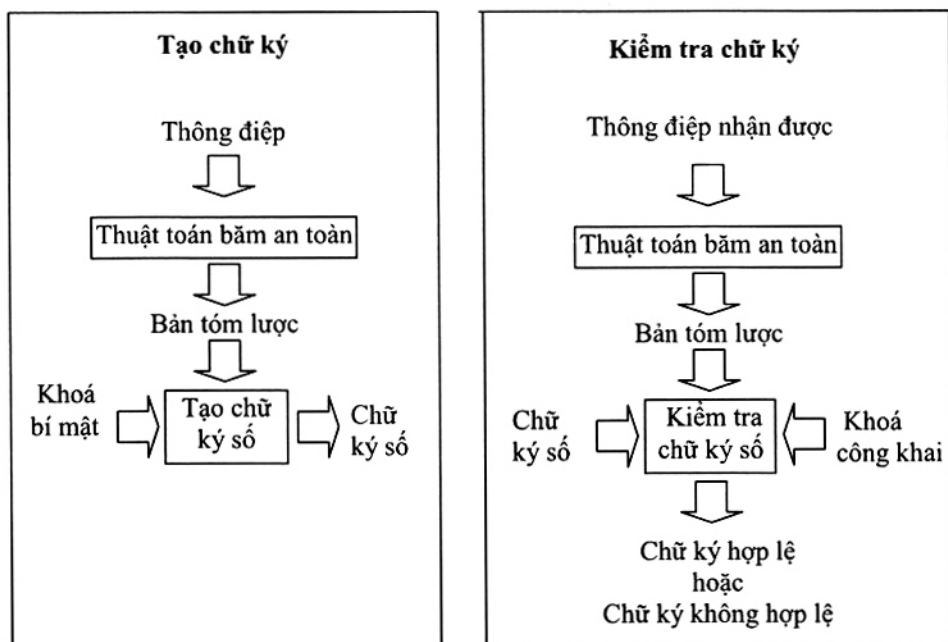 Tạo chữ ký
Thông điệp
Thuật toán băm an toàn
Bản tóm lược
Khoá
bí mật
Tạo chữ
ký số
Chữ
ký số
Kiểm tra chữ ký
Thông điệp nhận được
Thuật toán băm an toàn
Bản tóm lược
Chữ
ký số
Kiểm tra
chữ ký số
Khoá
công khai
Chữ ký hợp lệ
hoặc
Chữ ký không hợp lệ